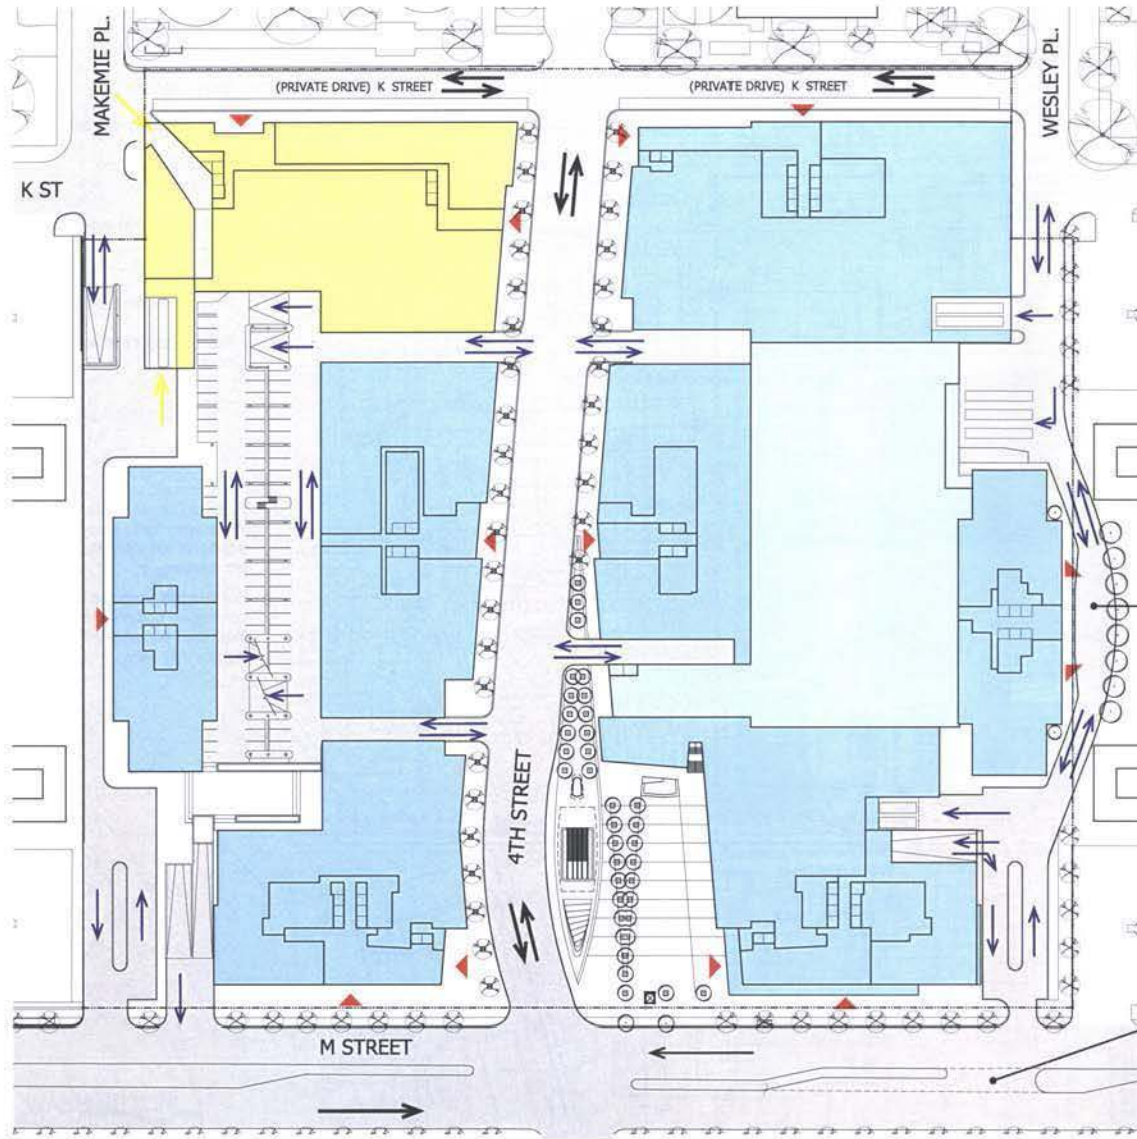 MAKEMIE PL.
(PRIVATE DRIVE) K STREET
(PRIVATE DRIVE) K STREET
WESLEY PL.
K ST
4TH STREET
M STREET